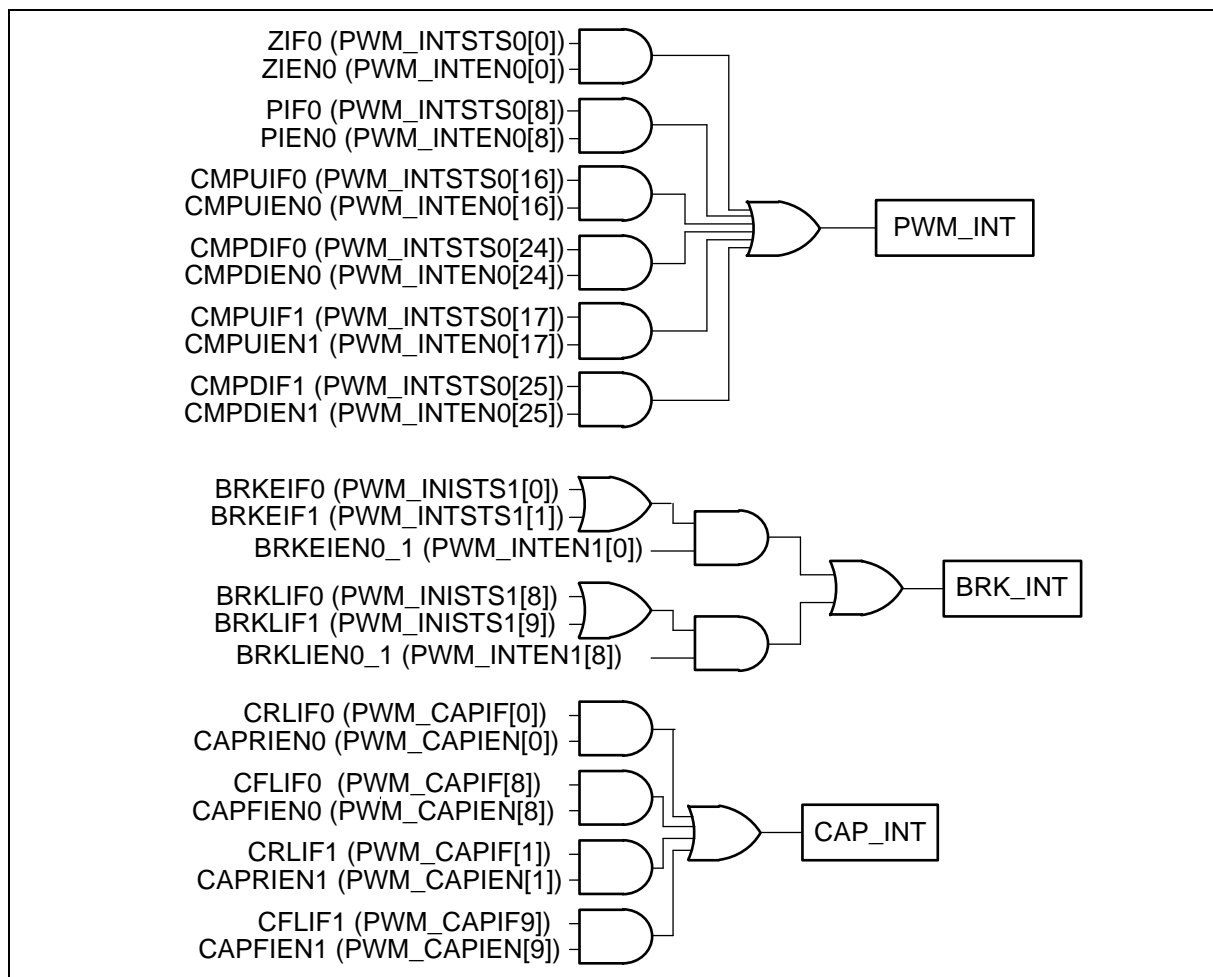 ZIF0 (PWM_INTSTS0[0])
ZIEN0 (PWM_INTEN0[0])
PIF0 (PWM_INTSTS0[8])
PIEN0 (PWM_INTEN0[8])
CMPUIF0 (PWM_INTSTS0[16])
CMPUIEN0 (PWM_INTEN0[16])
CMPDIF0 (PWM_INTSTS0[24])
CMPDIEN0 (PWM_INTEN0[24])
CMPUIF1 (PWM_INTSTS0[17])
CMPUIEN1 (PWM_INTEN0[17])
CMPDIF1 (PWM_INTSTS0[25])
CMPDIEN1 (PWM_INTEN0[25])
PWM_INT
BRKEIF0 (PWM_INISTS1[0])
BRKEIF1 (PWM_INTSTS1[1])
BRKEIEN0_1 (PWM_INTEN1[0])
BRKLIF0 (PWM_INISTS1[8])
BRKLIF1 (PWM_INISTS1[9])
BRKLIEN0_1 (PWM_INTEN1[8])
BRK_INT
CRLIF0 (PWM_CAPIF[0])
CAPRIEN0 (PWM_CAPIEN[0])
CFLIF0 (PWM_CAPIF[8])
CAPFIEN0 (PWM_CAPIEN[8])
CRLIF1 (PWM_CAPIF[1])
CAPRIEN1 (PWM_CAPIEN[1])
CFLIF1 (PWM_CAPIF9])
CAPFIEN1 (PWM_CAPIEN[9])
CAP_INT